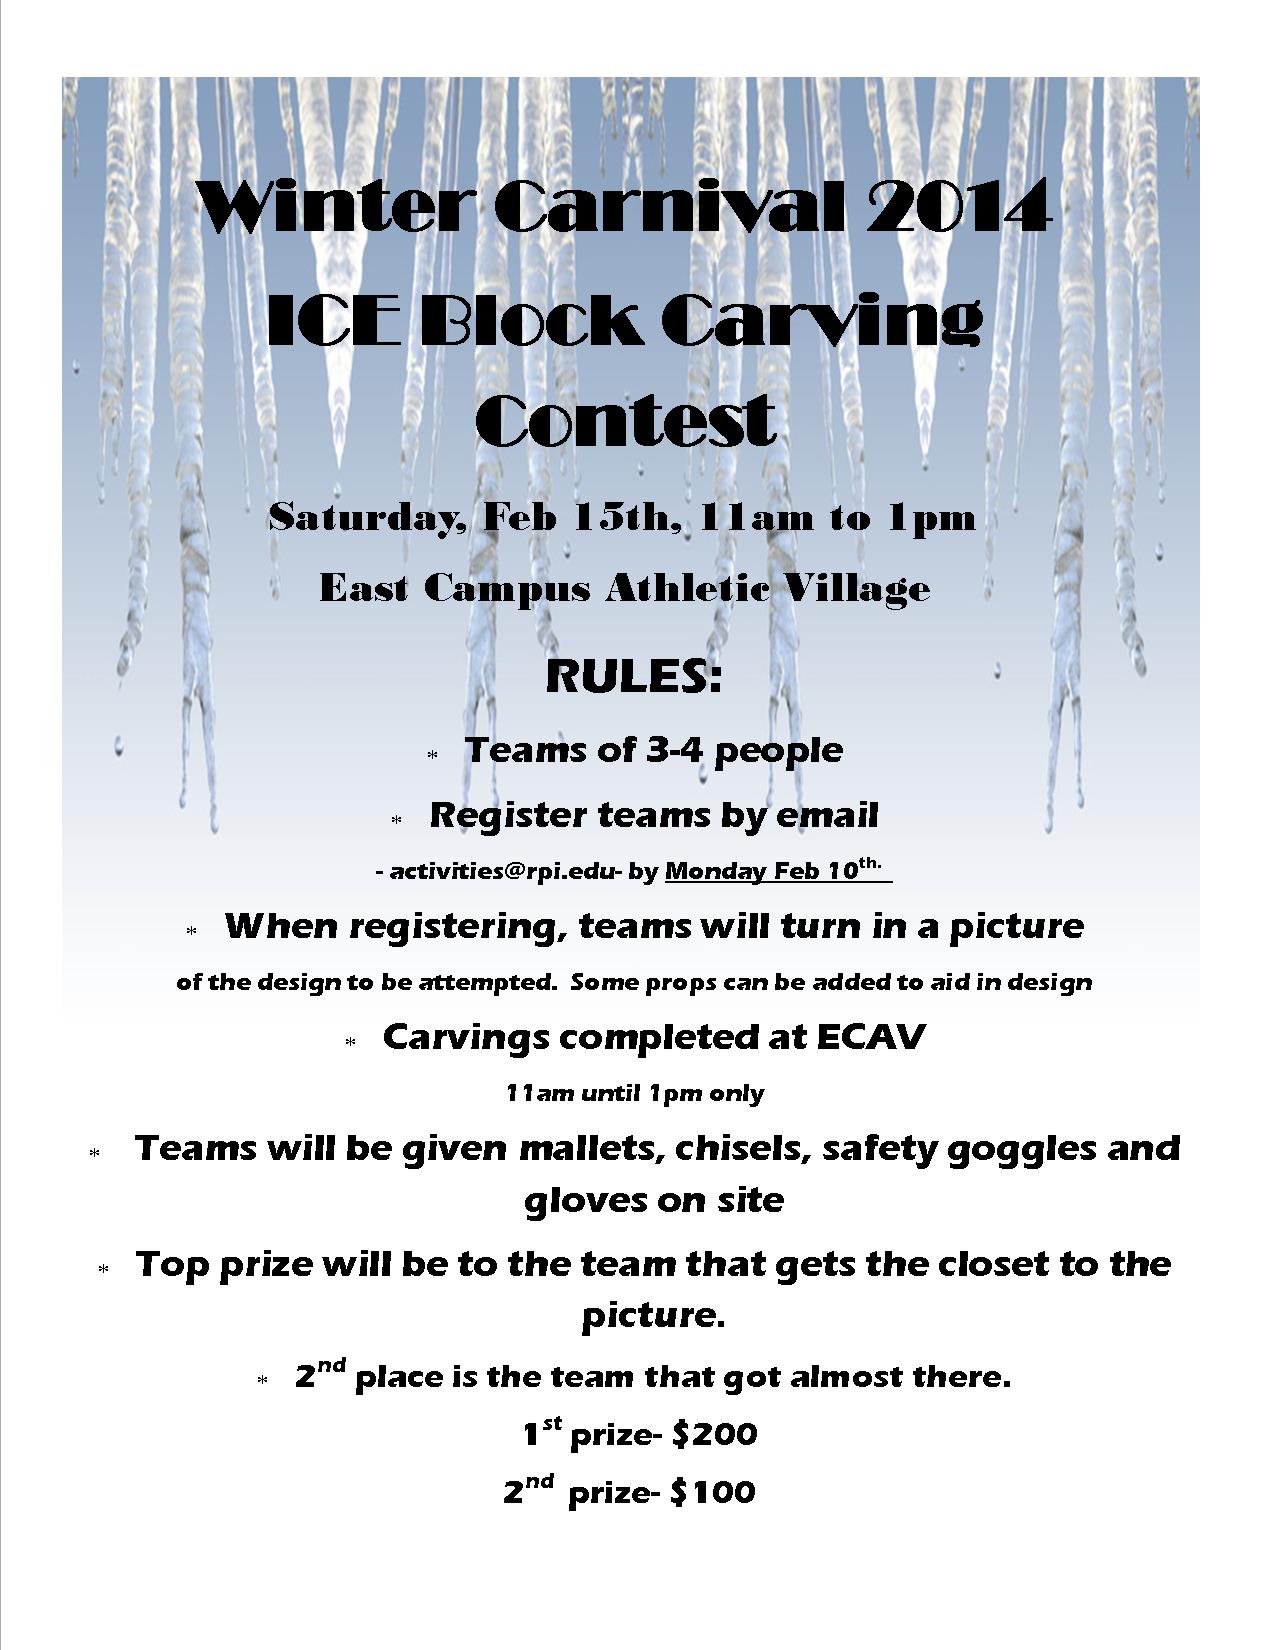 Winter Carnival 2014
ICE Block Carving
Contest
Saturday, Feb 15th, 11am to 1pm
East Campus Athletic Village
RULES:
* Teams of 3-4 people
* Register teams by email
- activities@rpi.edu- by Monday Feb 10th.
* When registering, teams will turn in a picture
of the design to be attempted. Some props can be added to aid in design
* Carvings completed at ECAV
11am until 1pm only
* Teams will be given mallets, chisels, safety goggles and
gloves on site
* Top prize will be to the team that gets the closet to the
picture.
* 2nd place is the team that got almost there.
1st prize- $200
2nd prize- $100